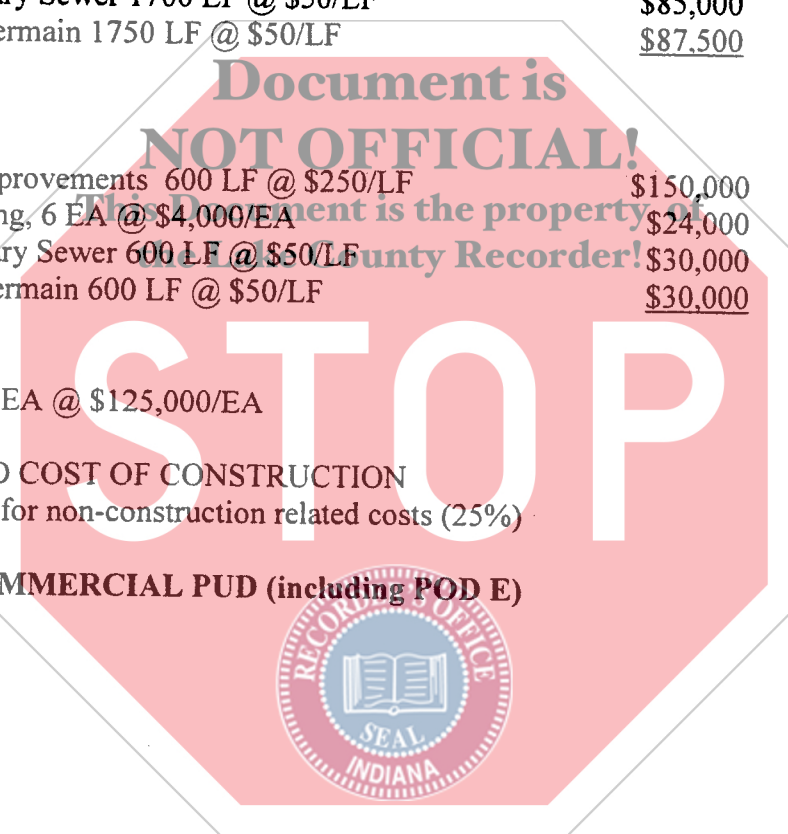 ary Sewer 1700 LF @ $50/LF $85,000
ermain 1750 LF @ $50/LF $87,500
Document is
NOT OFFICIAL!
provements 600 LF @ $250/LF $150,000
This Document is the property of
ng, 6 EA @ $4,000/EA $24,000
the Lake County Recorder!
ary Sewer 600 LF @ $50/LF $30,000
ermain 600 LF @ $50/LF $30,000
STOP
EA @ $125,000/EA
D COST OF CONSTRUCTION
for non-construction related costs (25%)
MMERCIAL PUD (including POD E)
RECORDER'S OFFICE
SEAL
INDIANA